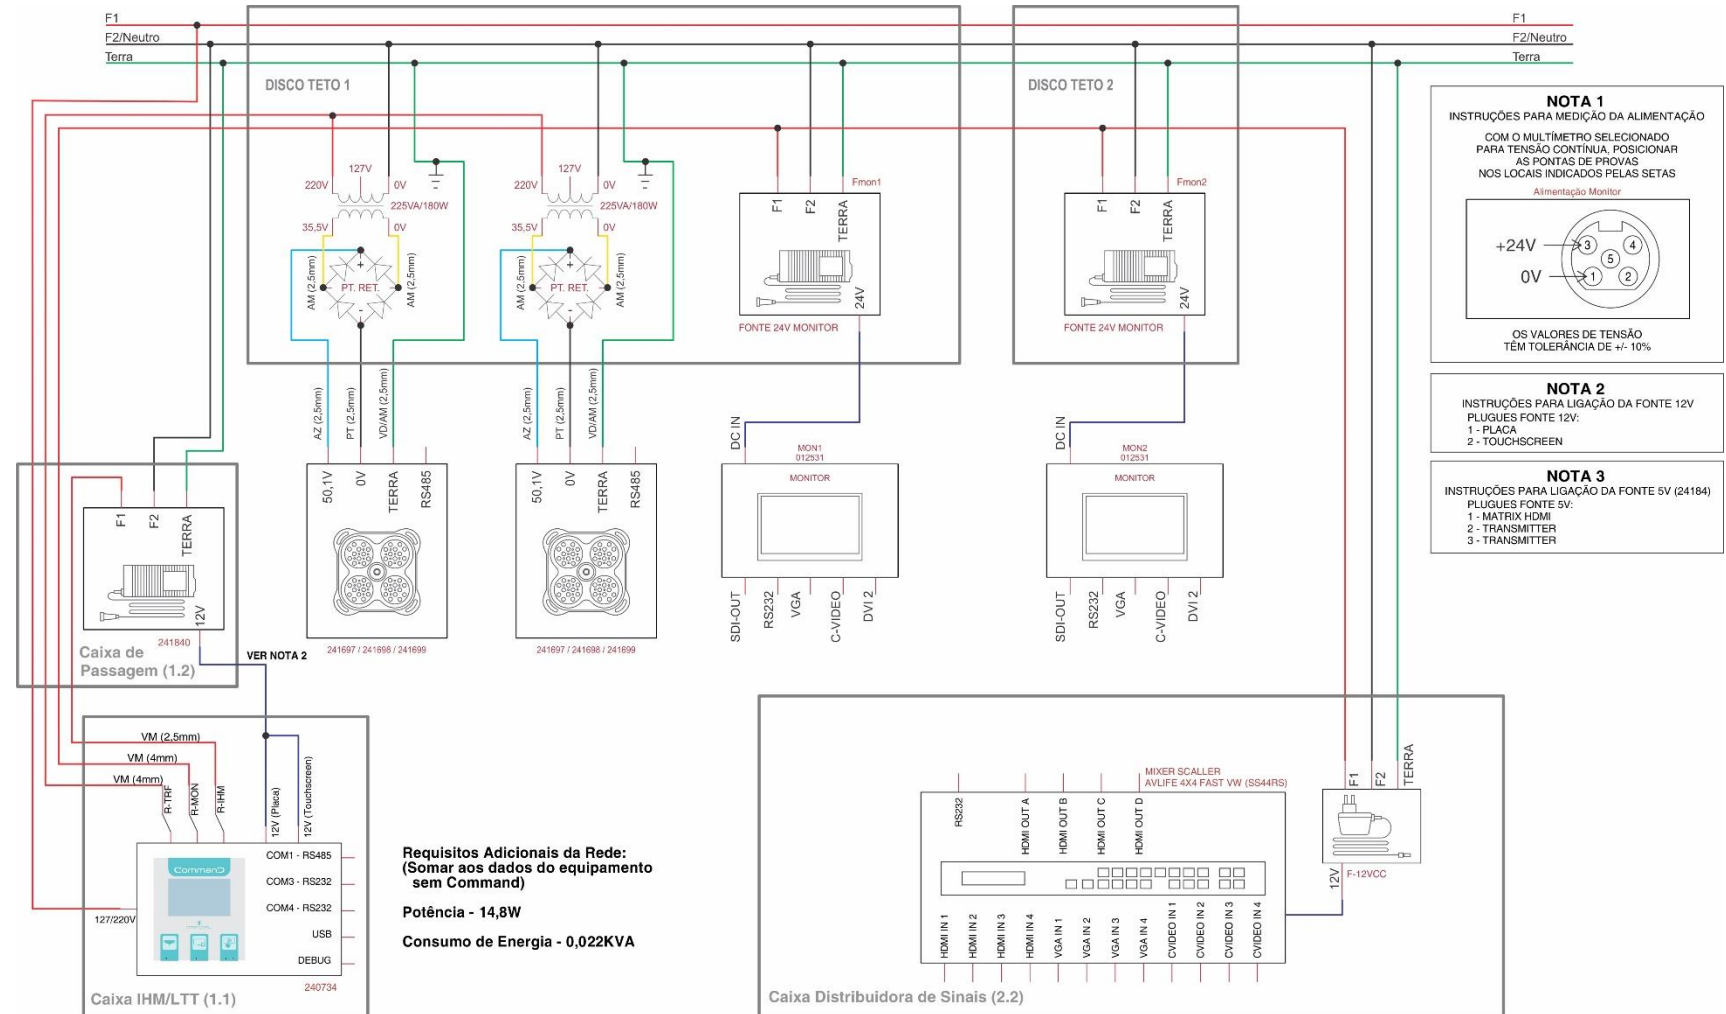 F1
F1
F2/Neutro
F2/Neutro
Terra
Terra
DISCO TETO 1
DISCO TETO 2
127V
220V
0V
225VA/180W
35,5V
0V
AM (2,5mm)
PT. RET.
AM (2,5mm)
+
-
127V
220V
0V
225VA/180W
35,5V
0V
AM (2,5mm)
PT. RET.
AM (2,5mm)
+
-
Fmon1
F1
F2
TERRA
24V
FONTE 24V MONITOR
Fmon2
F1
F2
TERRA
24V
FONTE 24V MONITOR
NOTA 1
INSTRUÇÕES PARA MEDIÇÃO DA ALIMENTAÇÃO
COM O MULTÍMETRO SELECIONADO
PARA TENSÃO CONTÍNUA, POSICIONAR
AS PONTAS DE PROVAS
NOS LOCAIS INDICADOS PELAS SETAS
Alimentação Monitor
+24V
0V
3
4
5
1
2
OS VALORES DE TENSÃO
TÊM TOLERÂNCIA DE +/- 10%
NOTA 2
INSTRUÇÕES PARA LIGAÇÃO DA FONTE 12V
PLUGUES FONTE 12V:
1 - PLACA
2 - TOUCHSCREEN
NOTA 3
INSTRUÇÕES PARA LIGAÇÃO DA FONTE 5V (24184)
PLUGUES FONTE 5V:
1 - MATRIX HDMI
2 - TRANSMITTER
3 - TRANSMITTER
AZ (2,5mm)
PT (2,5mm)
VD/AM (2,5mm)
50,1V
0V
TERRA
RS485
241697 / 241698 / 241699
AZ (2,5mm)
PT (2,5mm)
VD/AM (2,5mm)
50,1V
0V
TERRA
RS485
241697 / 241698 / 241699
DC IN
MON1
012531
MONITOR
SDI-OUT
RS232
VGA
C-VIDEO
DVI 2
DC IN
MON2
012531
MONITOR
SDI-OUT
RS232
VGA
C-VIDEO
DVI 2
F1
F2
TERRA
12V
241840
Caixa de
Passagem (1.2)
VER NOTA 2
VM (2,5mm)
VM (4mm)
VM (4mm)
R-TRF
R-MON
R-IHM
12V (Placa)
12V (Touchscreen)
CommanD
COM1 - RS485
COM3 - RS232
COM4 - RS232
USB
DEBUG
127/220V
240734
Caixa IHM/LTT (1.1)
Requisitos Adicionais da Rede:
(Somar aos dados do equipamento
sem Command)
Potência - 14,8W
Consumo de Energia - 0,022KVA
MIXER SCALLER
AVLIFE 4X4 FAST VW (SS44RS)
RS232
HDMI OUT A
HDMI OUT B
HDMI OUT C
HDMI OUT D
HDMI IN 1
HDMI IN 2
HDMI IN 3
HDMI IN 4
VGA IN 1
VGA IN 2
VGA IN 3
VGA IN 4
CVIDEO IN 1
CVIDEO IN 2
CVIDEO IN 3
CVIDEO IN 4
F1
F2
TERRA
12V
F-12VCC
Caixa Distribuidora de Sinais (2.2)